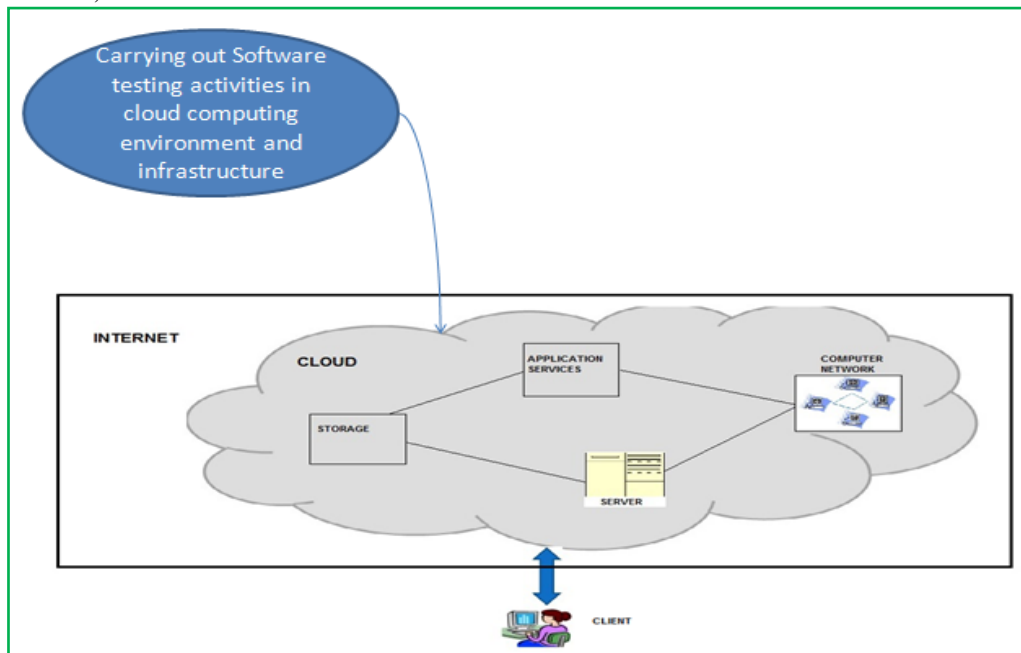 Carrying out Software
testing activities in
cloud computing
environment and
infrastructure
INTERNET
CLOUD
APPLICATION
SERVICES
COMPUTER
NETWORK
STORAGE
SERVER
CLIENT